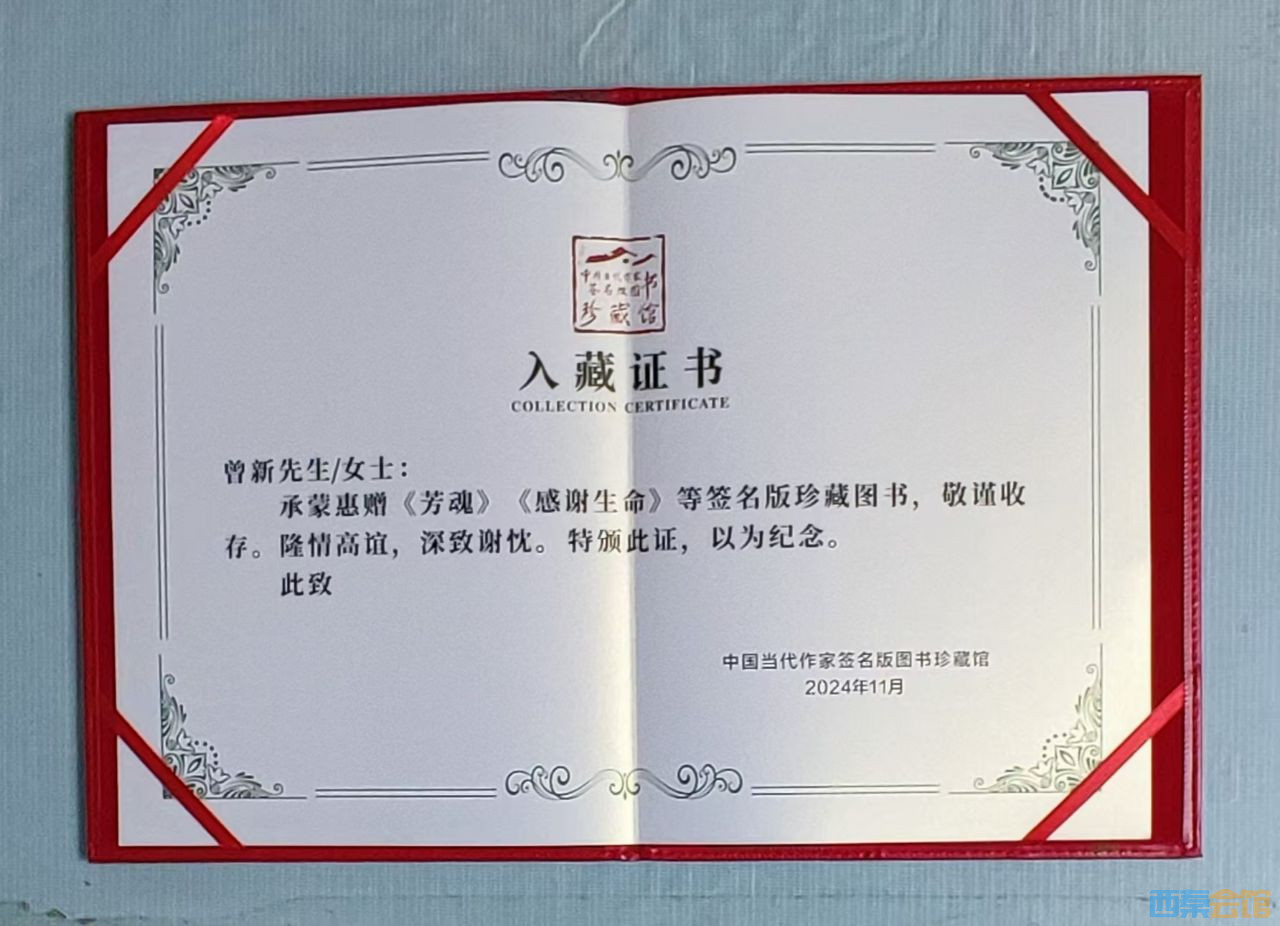 中国当代作家
签名版图书
珍藏馆
入藏证书
COLLECTION CERTIFICATE
曾新先生/女士：
承蒙惠赠《芳魂》《感谢生命》等签名版珍藏图书，敬谨收
存。隆情高谊，深致谢忱。特颁此证，以为纪念。
此致
中国当代作家签名版图书珍藏馆
2024年11月
西集会馆